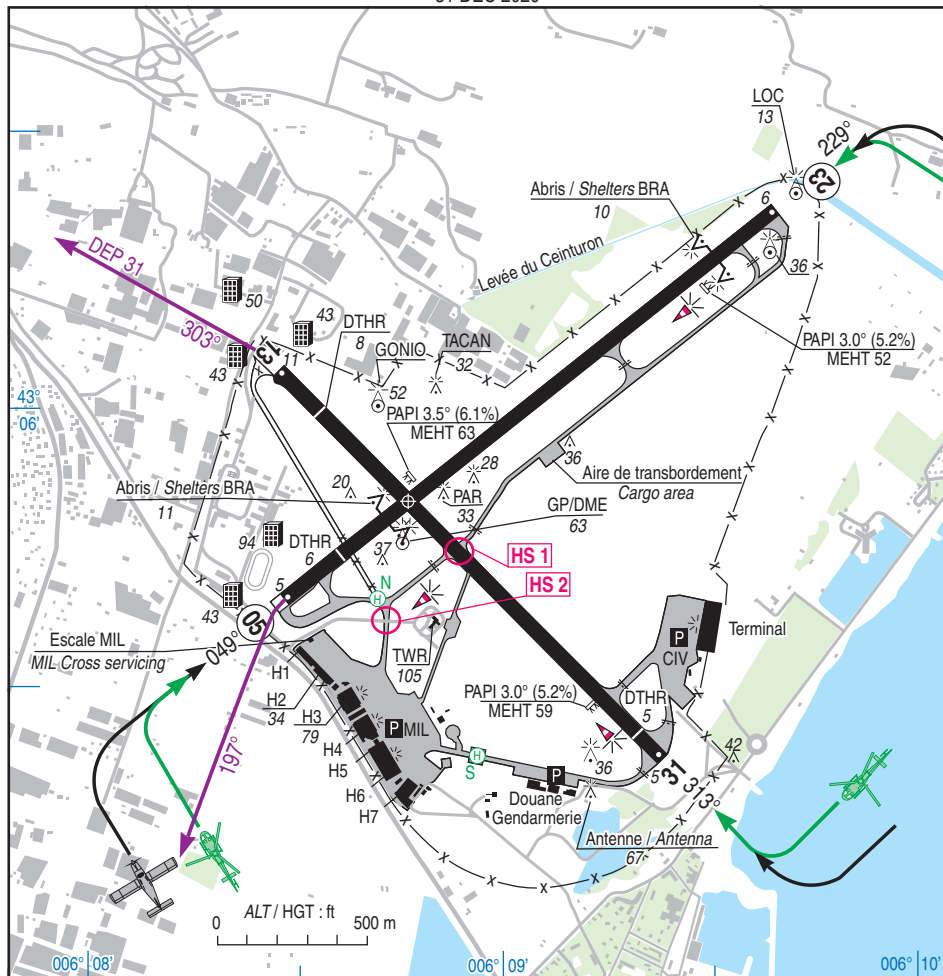 LOC
13
229°
23
Abris / Shelters BRA
10
6
Levée du Ceinturon
36
DEP 31
303°
50
43
DTHR
8
43
13
11
GONIO
52
TACAN
32
PAPI 3.0° (5.2%)
MEHT 52
43°
06'
PAPI 3.5° (6.1%)
MEHT 63
36
28
Aire de transbordement
Cargo area
Abris / Shelters BRA
11
20
PAR
33
GP/DME
63
94
DTHR
6
37
HS 1
5
N
H
HS 2
43
05
049°
Escale MIL
MIL Cross servicing
TWR
105
P
CIV
Terminal
H1
H2
34
H3
79
H4
H5
H6
H7
P MIL
PAPI 3.0° (5.2%)
MEHT 59
DTHR
5
197°
H
S
P
36
5
31
313°
42
Douane
Gendarmerie
Antenne / Antenna
67
ALT / HGT : ft
0
500 m
006° 08'
006° 09'
006° 10'